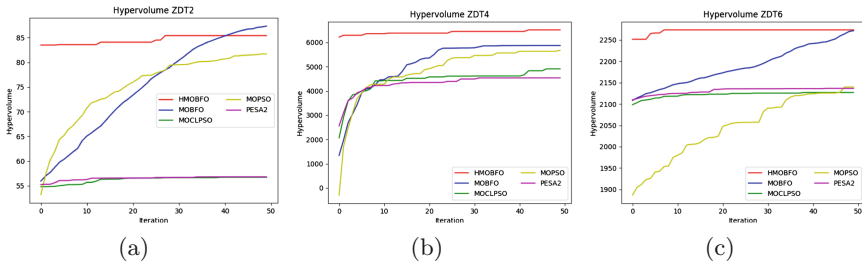 Hypervolume ZDT2
Hypervolume
85
80
75
70
65
60
55
HMOBFO
MOBFO
MOCLPSO
MOPSO
PESA2
0
10
20
30
40
50
Iteration
(a)
Hypervolume ZDT4
Hypervolume
6000
5000
4000
3000
2000
1000
0
HMOBFO
MOBFO
MOCLPSO
MOPSO
PESA2
0
10
20
30
40
50
Iteration
(b)
Hypervolume ZDT6
Hypervolume
2250
2200
2150
2100
2050
2000
1950
1900
HMOBFO
MOBFO
MOCLPSO
MOPSO
PESA2
0
10
20
30
40
50
Iteration
(c)